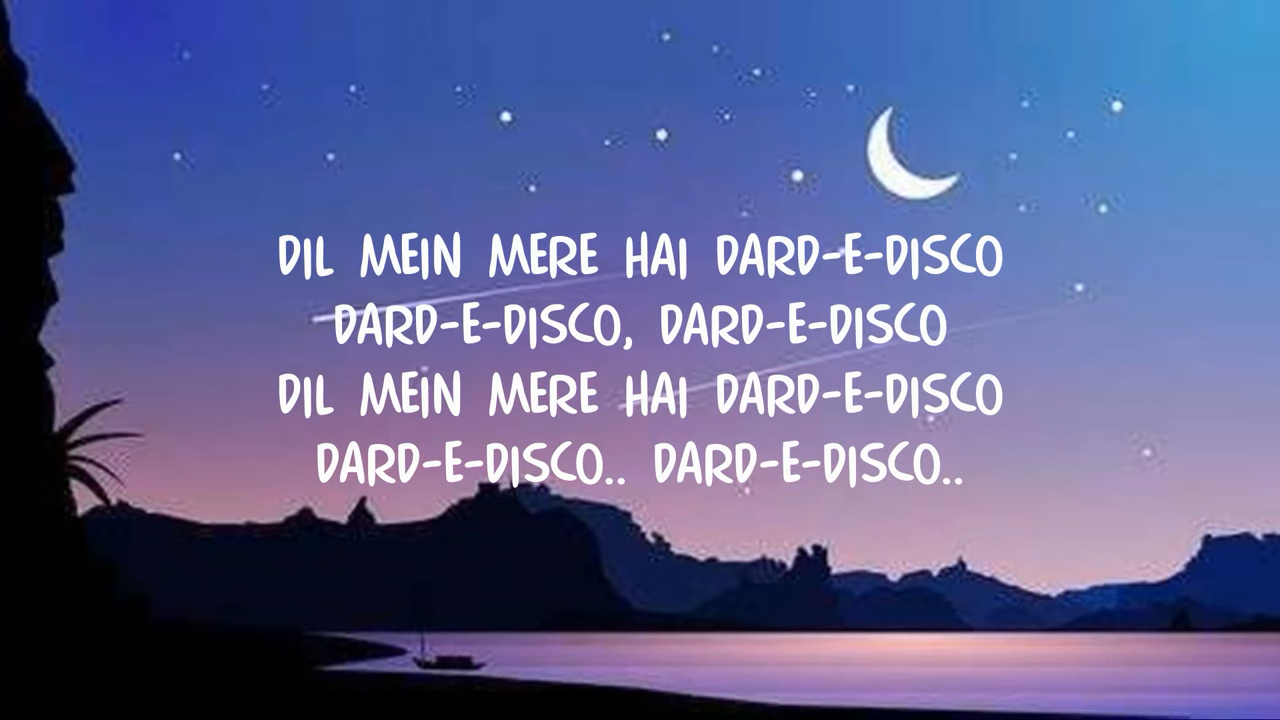 DIL MEIN MERE HAI DARD-E-DISCO
DARD-E-DISCO, DARD-E-DISCO
DIL MEIN MERE HAI DARD-E-DISCO
DARD-E-DISCO.. DARD-E-DISCO..